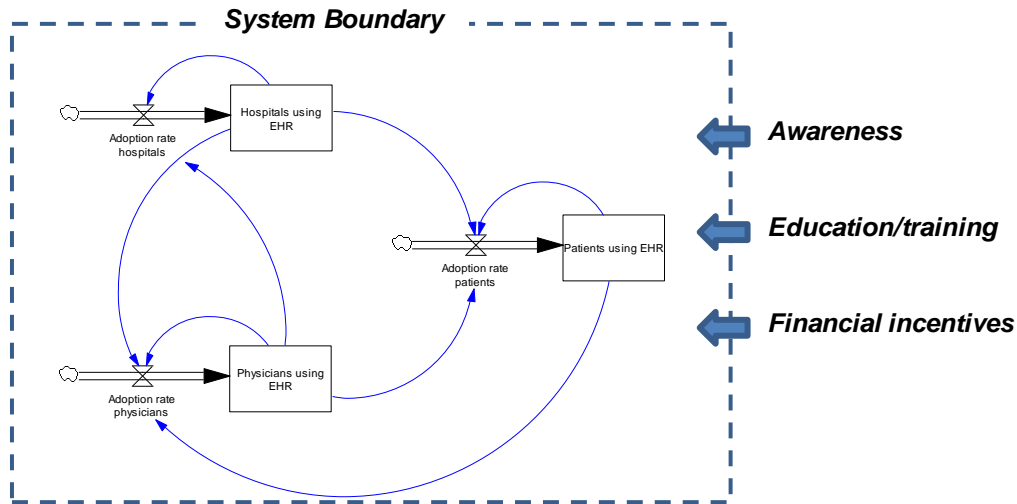 System Boundary
Hospitals using
EHR
Adoption rate
hospitals
Awareness
Education/training
Patients using EHR
Adoption rate
patients
Financial incentives
Physicians using
EHR
Adoption rate
physicians